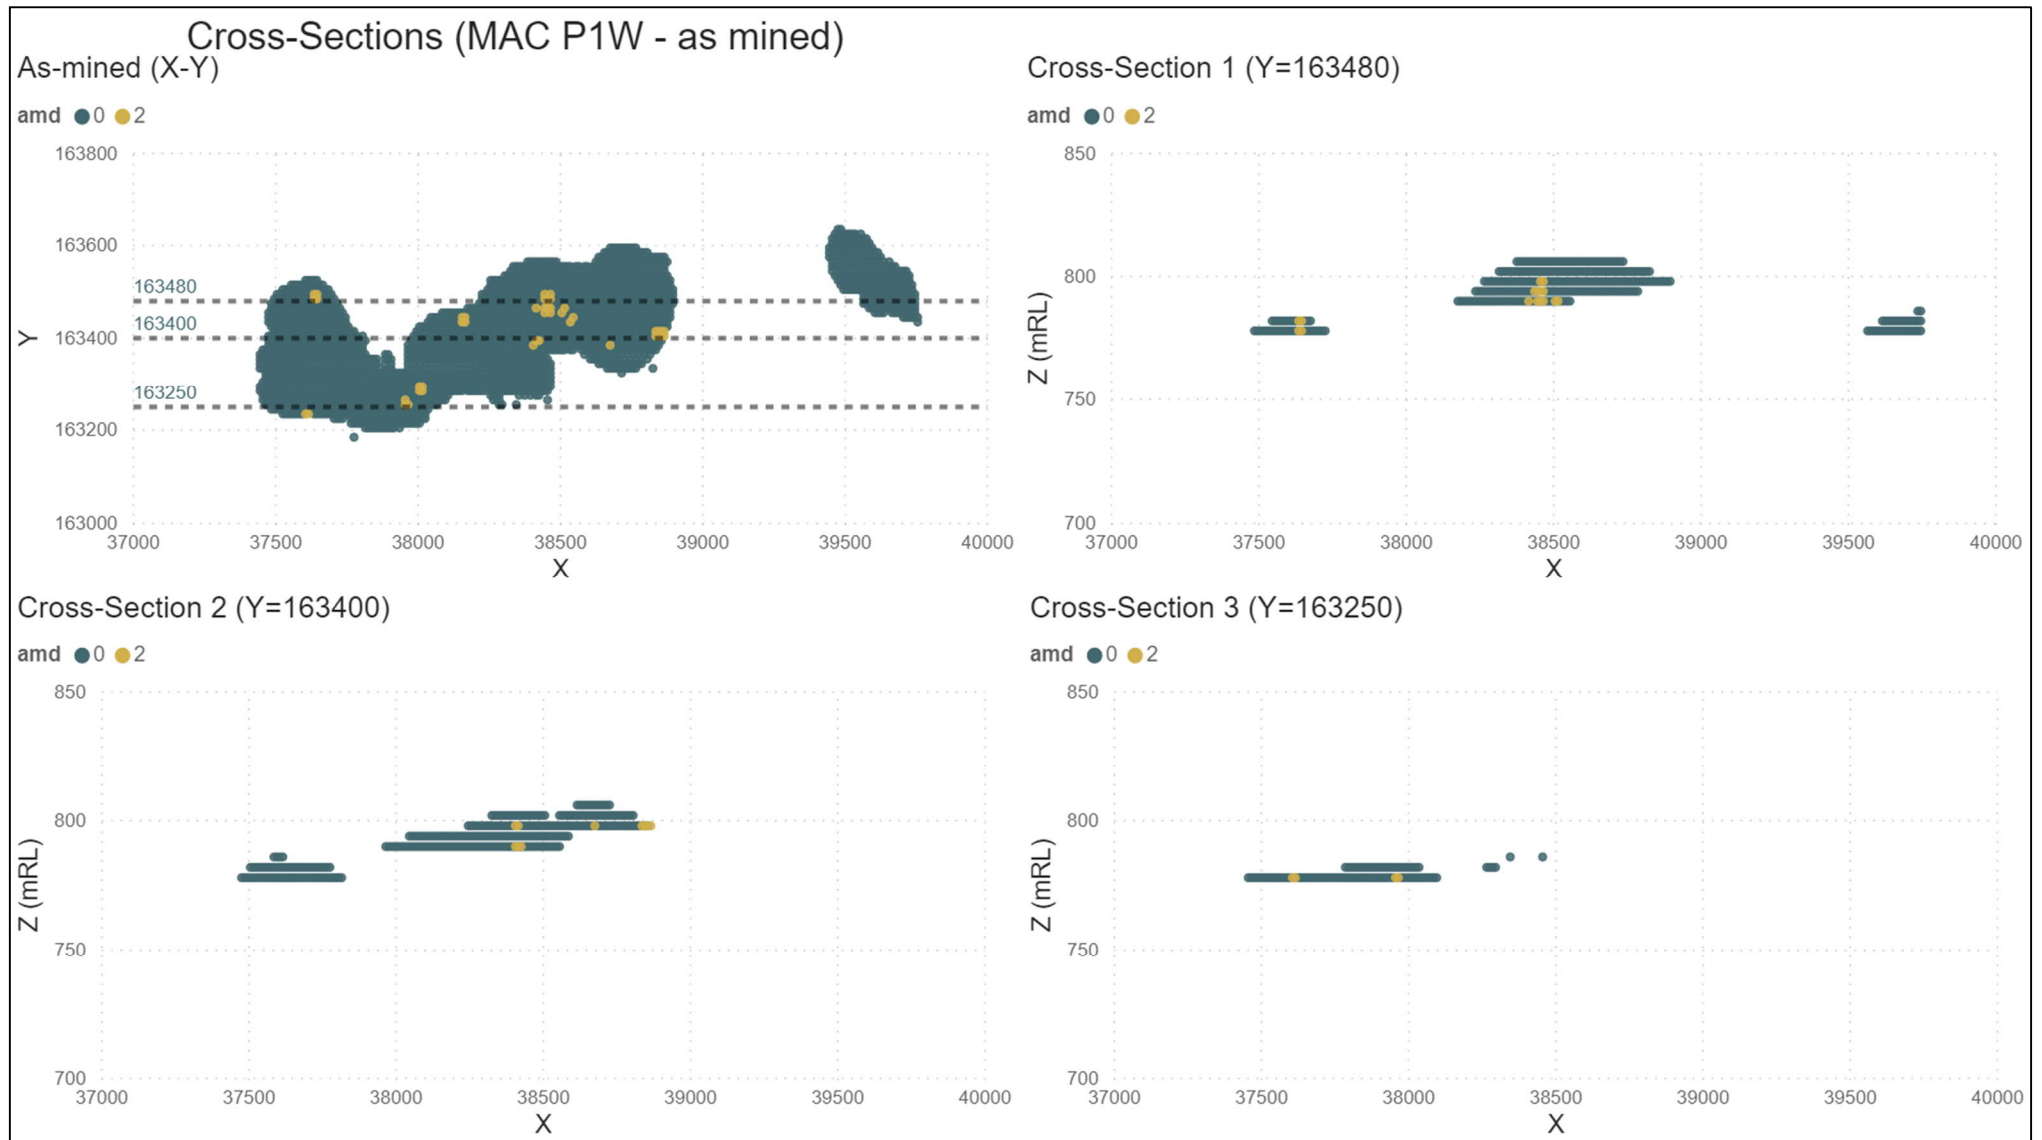 Cross-Sections (MAC P1W - as mined)
As-mined (X-Y)
amd 0 2
163800
163600
163480
163400
163400
163250
163200
163000
Y
37000 37500 38000 38500 39000 39500 40000
X
Cross-Section 1 (Y=163480)
amd 0 2
850
800
750
700
Z (mRL)
37000 37500 38000 38500 39000 39500 40000
X
Cross-Section 2 (Y=163400)
amd 0 2
850
800
750
700
Z (mRL)
37000 37500 38000 38500 39000 39500 40000
X
Cross-Section 3 (Y=163250)
amd 0 2
850
800
750
700
Z (mRL)
37000 37500 38000 38500 39000 39500 40000
X